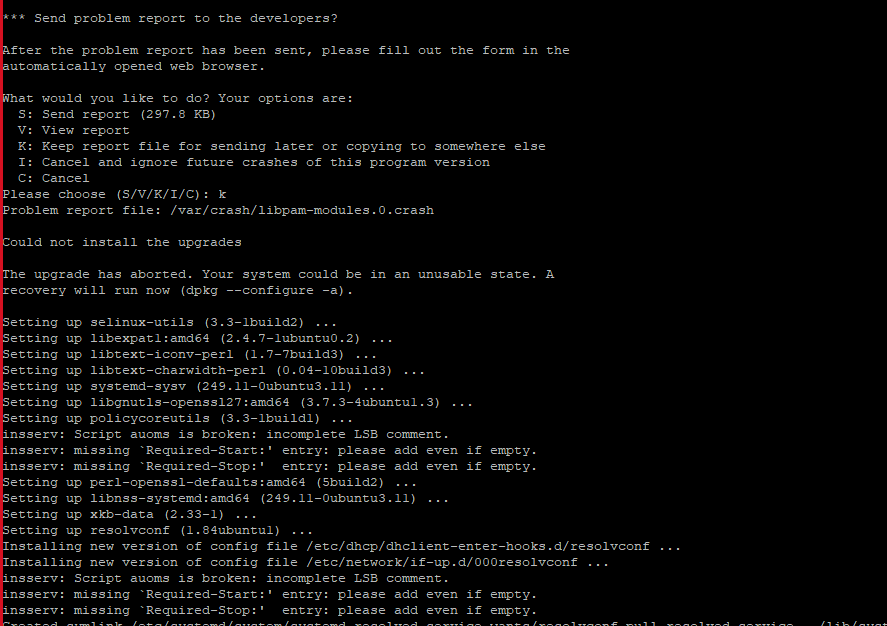 *** Send problem report to the developers?
After the problem report has been sent, please fill out the form in the
automatically opened web browser.
What would you like to do? Your options are:
S: Send report (297.8 KB)
V: View report
K: Keep report file for sending later or copying to somewhere else
I: Cancel and ignore future crashes of this program version
C: Cancel
Please choose (S/V/K/I/C): k
Problem report file: /var/crash/libpam-modules.0.crash
Could not install the upgrades
The upgrade has aborted. Your system could be in an unusable state. A
recovery will run now (dpkg --configure -a).
Setting up selinux-utils (3.3-1build2) ...
Setting up libexpat1:amd64 (2.4.7-1ubuntu0.2) ...
Setting up libtext-iconv-perl (1.7-7build3) ...
Setting up libtext-charwidth-perl (0.04-10build3) ...
Setting up systemd-sysv (249.11-0ubuntu3.11) ...
Setting up libgnutls-openssl27:amd64 (3.7.3-4ubuntu1.3) ...
Setting up policycoreutils (3.3-1build1) ...
insserv: Script auoms is broken: incomplete LSB comment.
insserv: missing `Required-Start:' entry: please add even if empty.
insserv: missing `Required-Stop:'  entry: please add even if empty.
Setting up perl-openssl-defaults:amd64 (5build2) ...
Setting up libnss-systemd:amd64 (249.11-0ubuntu3.11) ...
Setting up xkb-data (2.33-1) ...
Setting up resolvconf (1.84ubuntu1) ...
Installing new version of config file /etc/dhcp/dhclient-enter-hooks.d/resolvconf ...
Installing new version of config file /etc/network/if-up.d/000resolvconf ...
insserv: Script auoms is broken: incomplete LSB comment.
insserv: missing `Required-Start:' entry: please add even if empty.
insserv: missing `Required-Stop:'  entry: please add even if empty.
Created symlink /etc/systemd/system/systemd-resolved.service.wants/resolvconf-pull-resolved.service